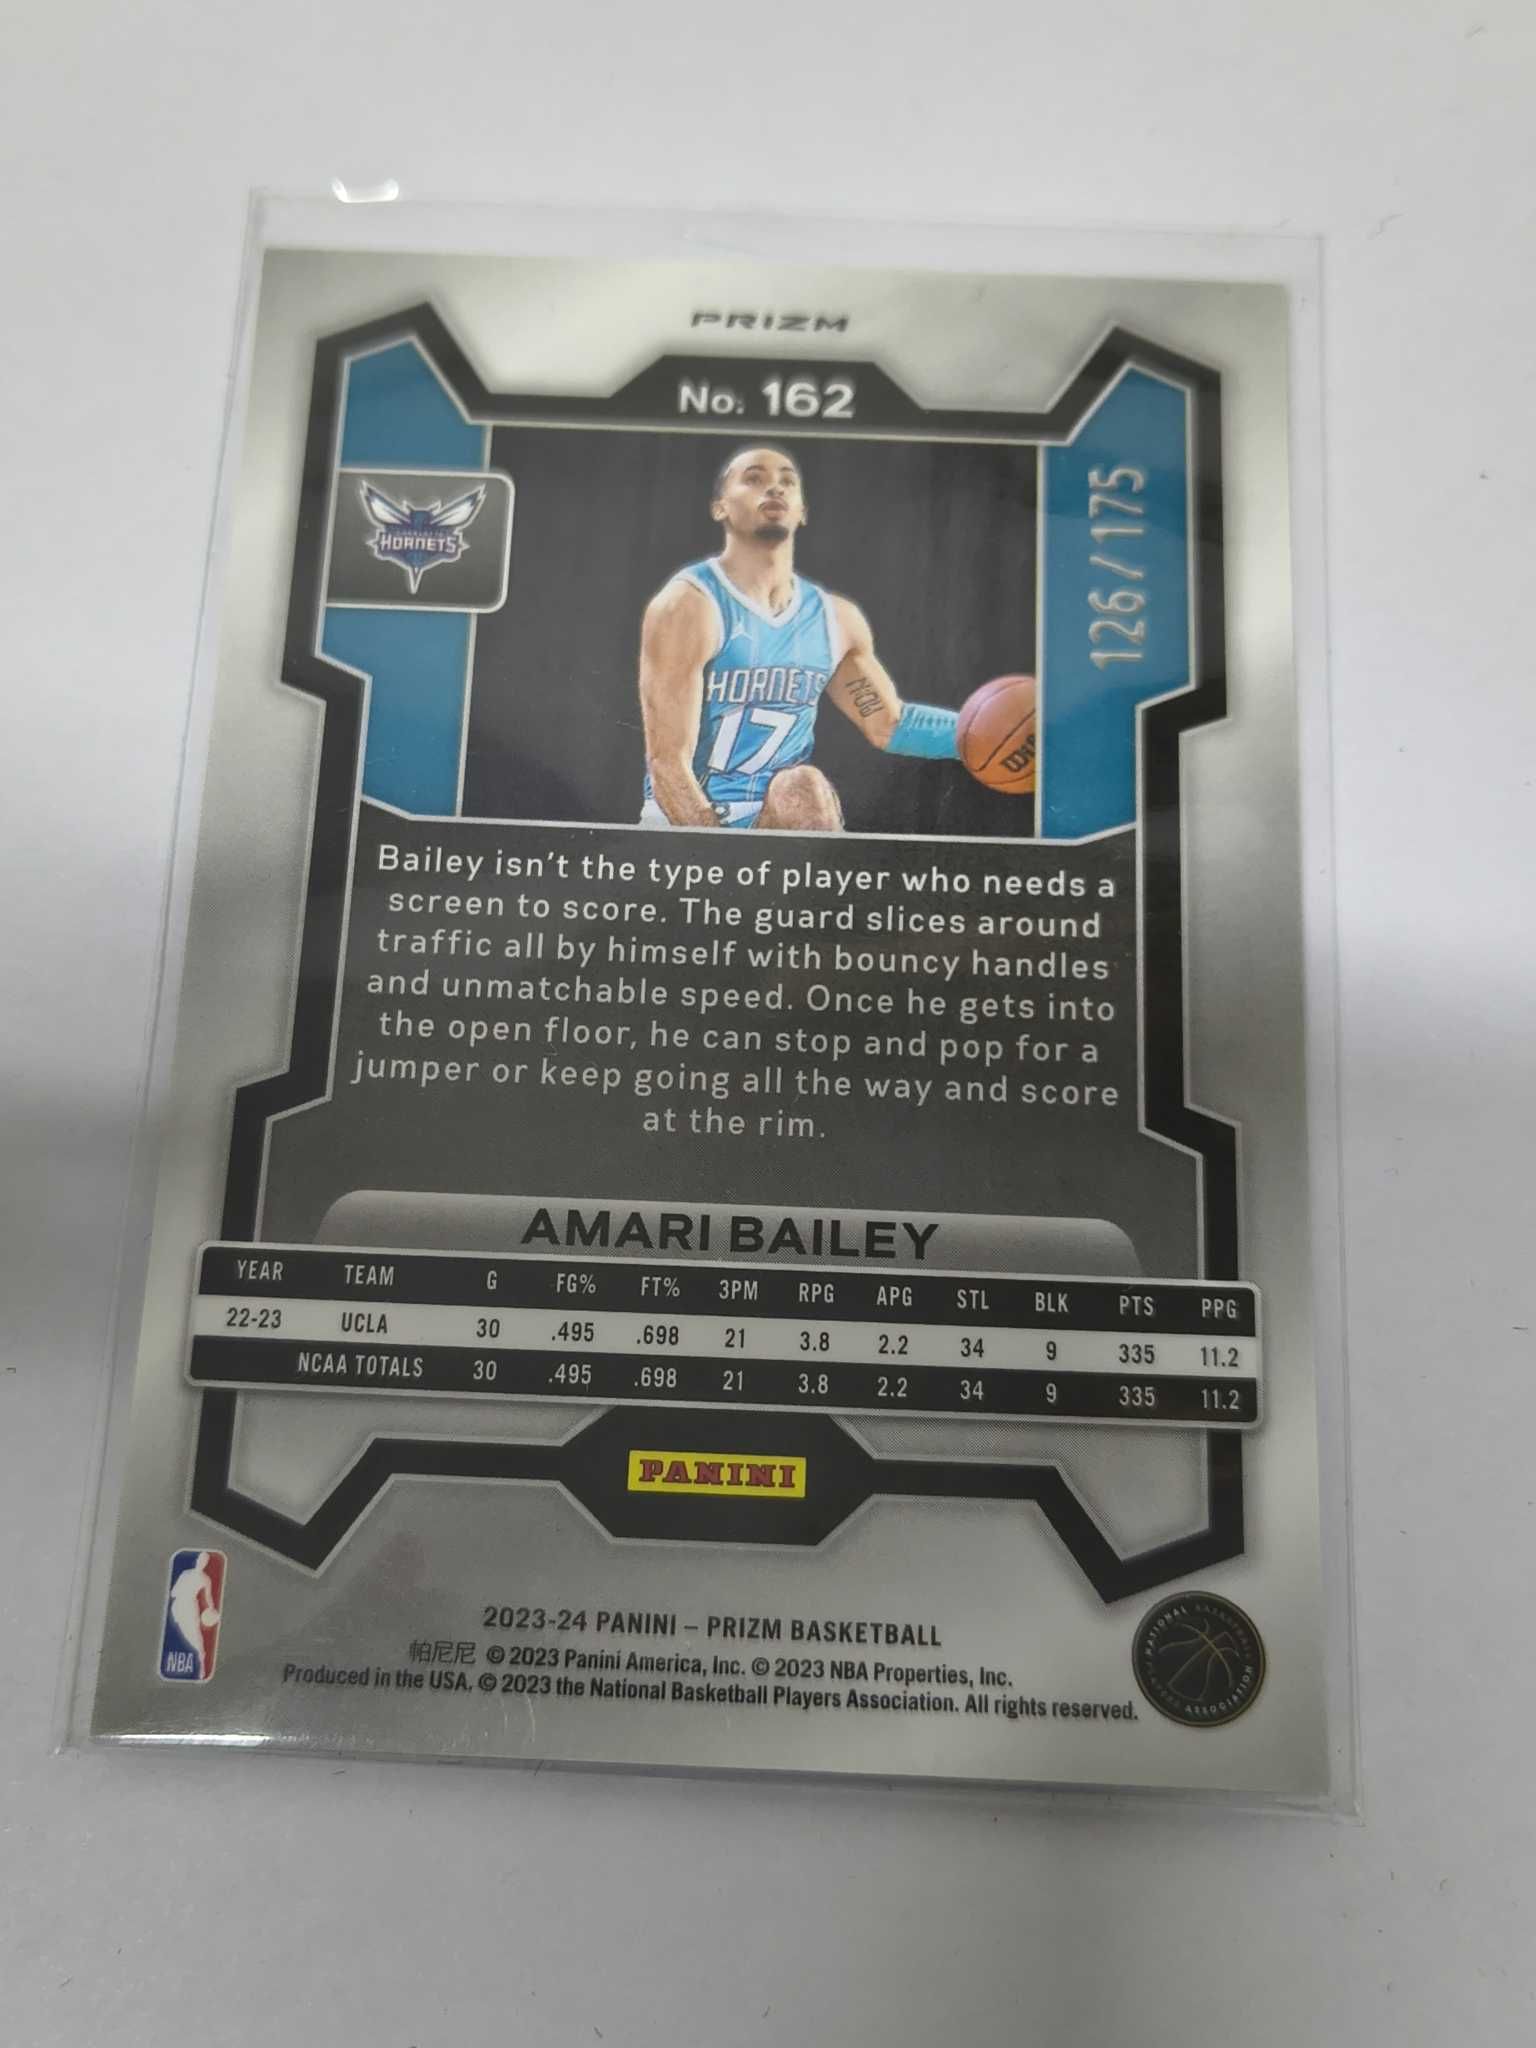 PRIZM
No. 162
HORNETS
126/175
HORNETS
17
NOW
Bailey isn't the type of player who needs a
screen to score. The guard slices around
traffic all by himself with bouncy handles
and unmatchable speed. Once he gets into
the open floor, he can stop and pop for a
jumper or keep going all the way and score
at the rim.
AMARI BAILEY
YEAR TEAM G FG% FT% 3PM RPG APG STL BLK PTS PPG
22-23 UCLA 30 .495 .698 21 3.8 2.2 34 9 335 11.2
NCAA TOTALS 30 .495 .698 21 3.8 2.2 34 9 335 11.2
PANINI
2023-24 PANINI – PRIZM BASKETBALL
帕尼尼 © 2023 Panini America, Inc. © 2023 NBA Properties, Inc.
Produced in the USA. © 2023 the National Basketball Players Association. All rights reserved.
NBA
NATIONAL BASKETBALL PLAYERS ASSOCIATION